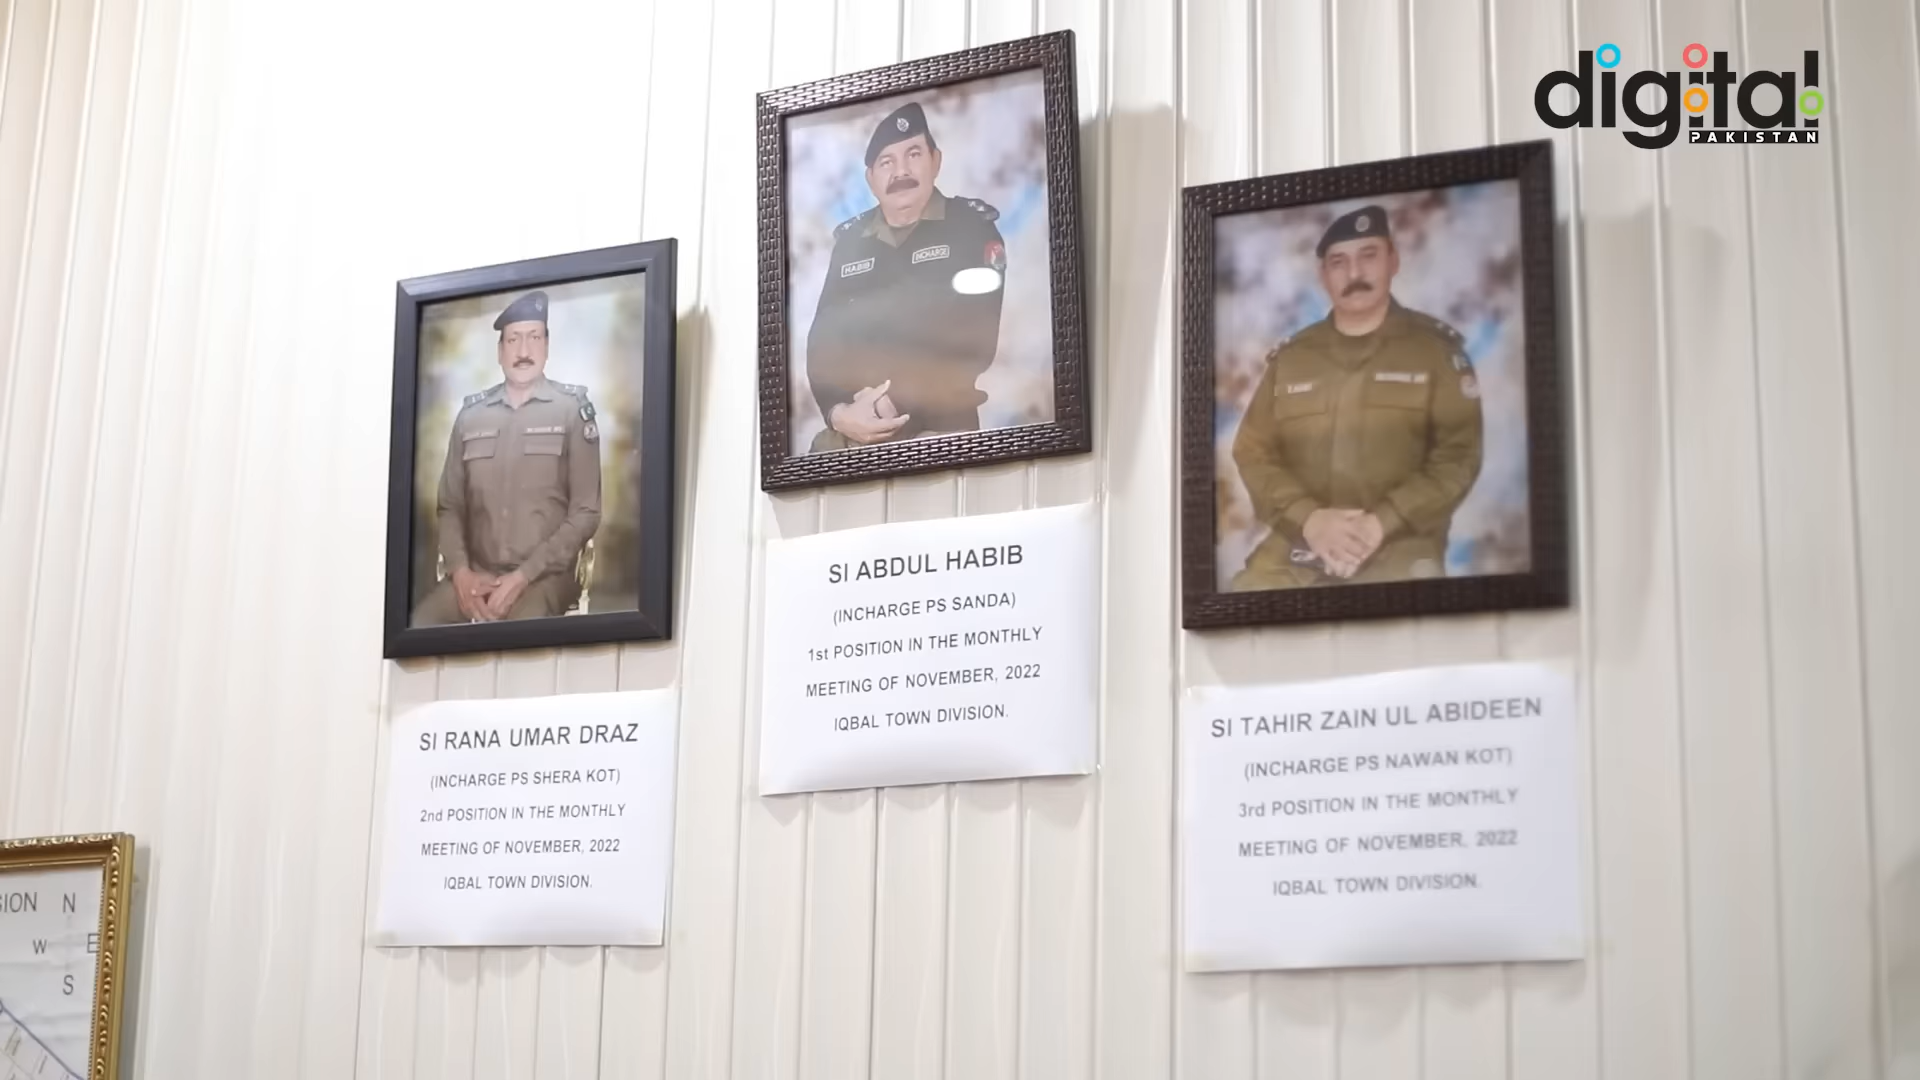 digital
PAKISTAN
HABIB
INCHARGE
SI RANA UMAR DRAZ
(INCHARGE PS SHERA KOT)
2nd POSITION IN THE MONTHLY
MEETING OF NOVEMBER, 2022
IQBAL TOWN DIVISION.
SI ABDUL HABIB
(INCHARGE PS SANDA)
1st POSITION IN THE MONTHLY
MEETING OF NOVEMBER, 2022
IQBAL TOWN DIVISION.
SI TAHIR ZAIN UL ABIDEEN
(INCHARGE PS NAWAN KOT)
3rd POSITION IN THE MONTHLY
MEETING OF NOVEMBER, 2022
IQBAL TOWN DIVISION.
N
W E
S